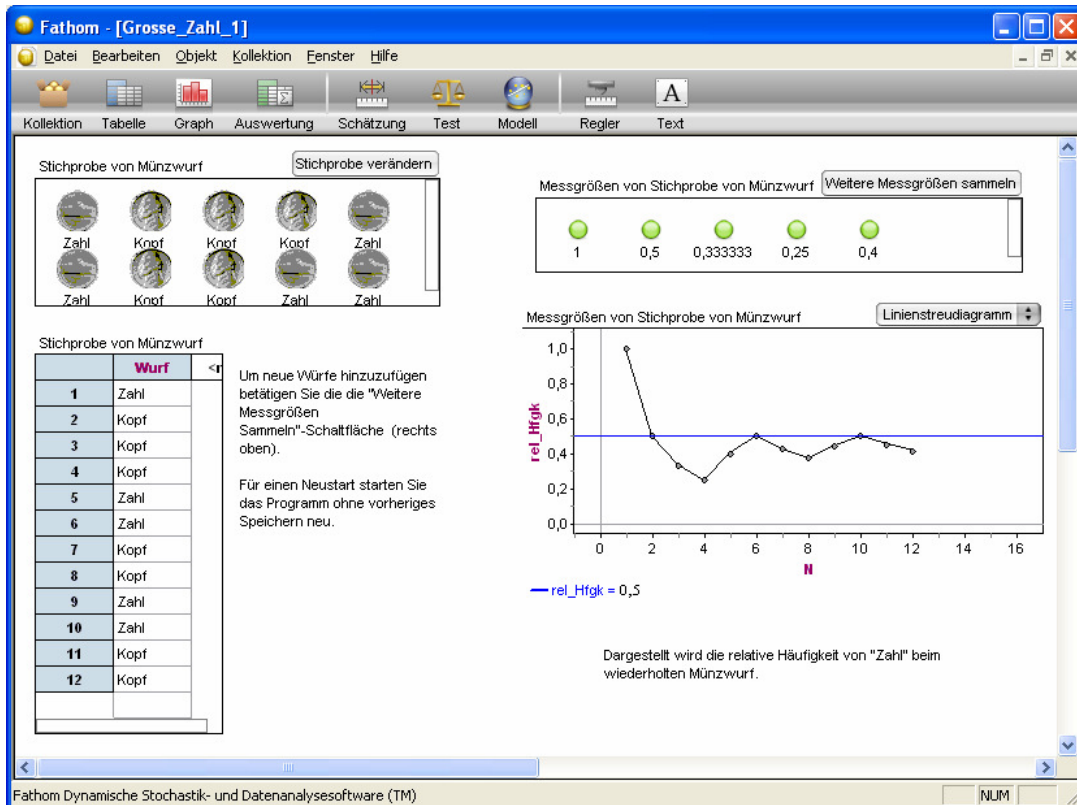 Fathom - [Grosse_Zahl_1]
Datei Bearbeiten Objekt Kollektion Fenster Hilfe
Kollektion Tabelle Graph Auswertung Schätzung Test Modell Regler Text
Stichprobe von Münzwurf Stichprobe verändern
Zahl Kopf Kopf Kopf Zahl
Zahl Kopf Kopf Zahl Zahl
Messgrößen von Stichprobe von Münzwurf Weitere Messgrößen sammeln
1 0,5 0,333333 0,25 0,4
Stichprobe von Münzwurf
Wurf <r
1 Zahl
2 Kopf
3 Kopf
4 Kopf
5 Zahl
6 Zahl
7 Kopf
8 Kopf
9 Zahl
10 Zahl
11 Kopf
12 Kopf
Um neue Würfe hinzuzufügen
betätigen Sie die die "Weitere
Messgrößen
Sammeln"-Schaltfläche (rechts
oben).
Für einen Neustart starten Sie
das Programm ohne vorheriges
Speichern neu.
Messgrößen von Stichprobe von Münzwurf Linienstreudiagramm
rel_Hfgk
1,0
0,8
0,6
0,4
0,2
0,0
0 2 4 6 8 10 12 14 16
N
rel_Hfgk = 0,5
Dargestellt wird die relative Häufigkeit von "Zahl" beim
wiederholten Münzwurf.
Fathom Dynamische Stochastik- und Datenanalysesoftware (TM) NUM